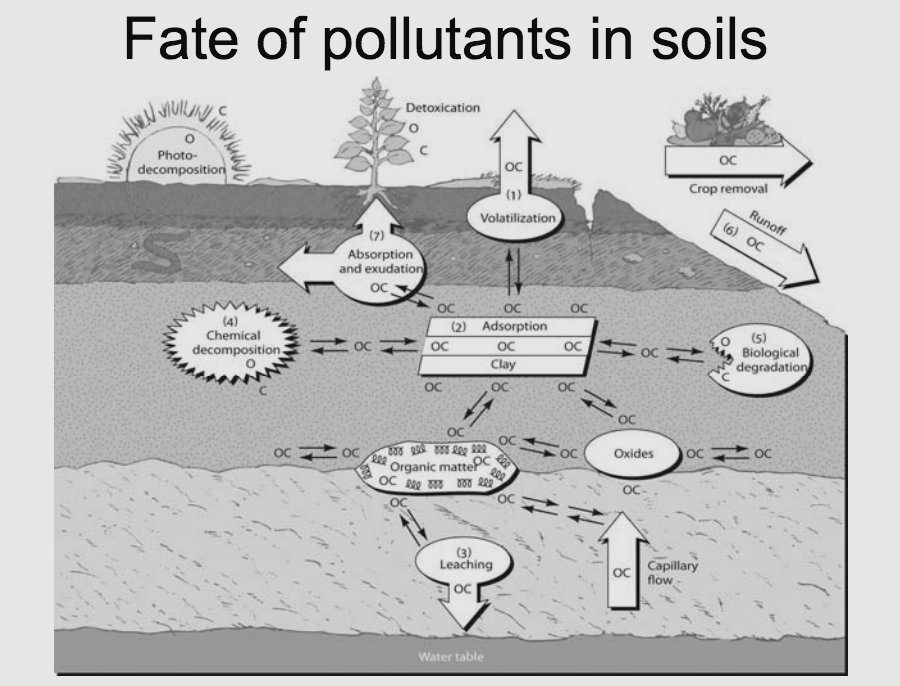 Fate of pollutants in soils
C
O
Photo-
decomposition
Detoxication
O
C
OC
(1)
Volatilization
OC
Crop removal
Runoff
(6) OC
(7)
Absorption
and exudation
OC
OC OC OC
(4)
Chemical
decomposition
O
C
OC
(2) Adsorption
OC OC OC
Clay
OC
(5)
O
Biological
degradation
C
OC OC OC
OC
OC
OC OC
OC
Organic matter
OC
OC
OC
Oxides
OC OC
OC
OC
OC
(3)
Leaching
OC
OC
Capillary
flow
Water table